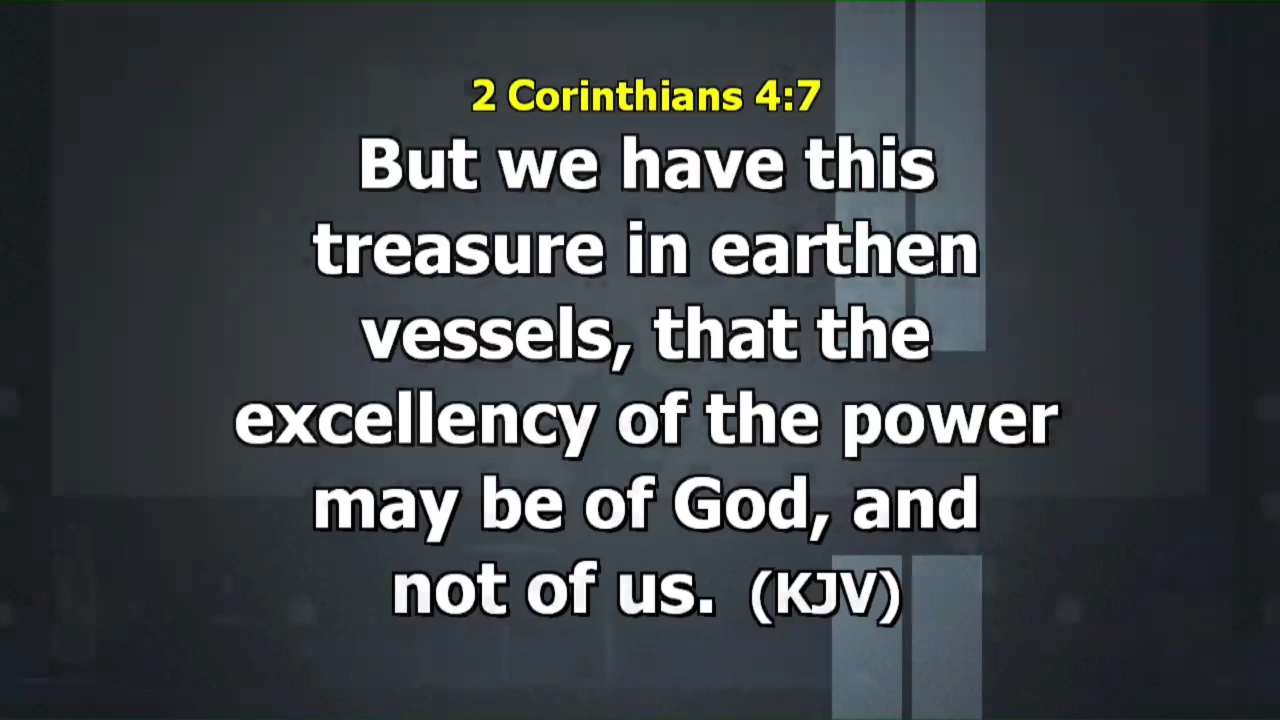 2 Corinthians 4:7
But we have this
treasure in earthen
vessels, that the
excellency of the power
may be of God, and
not of us. (KJV)